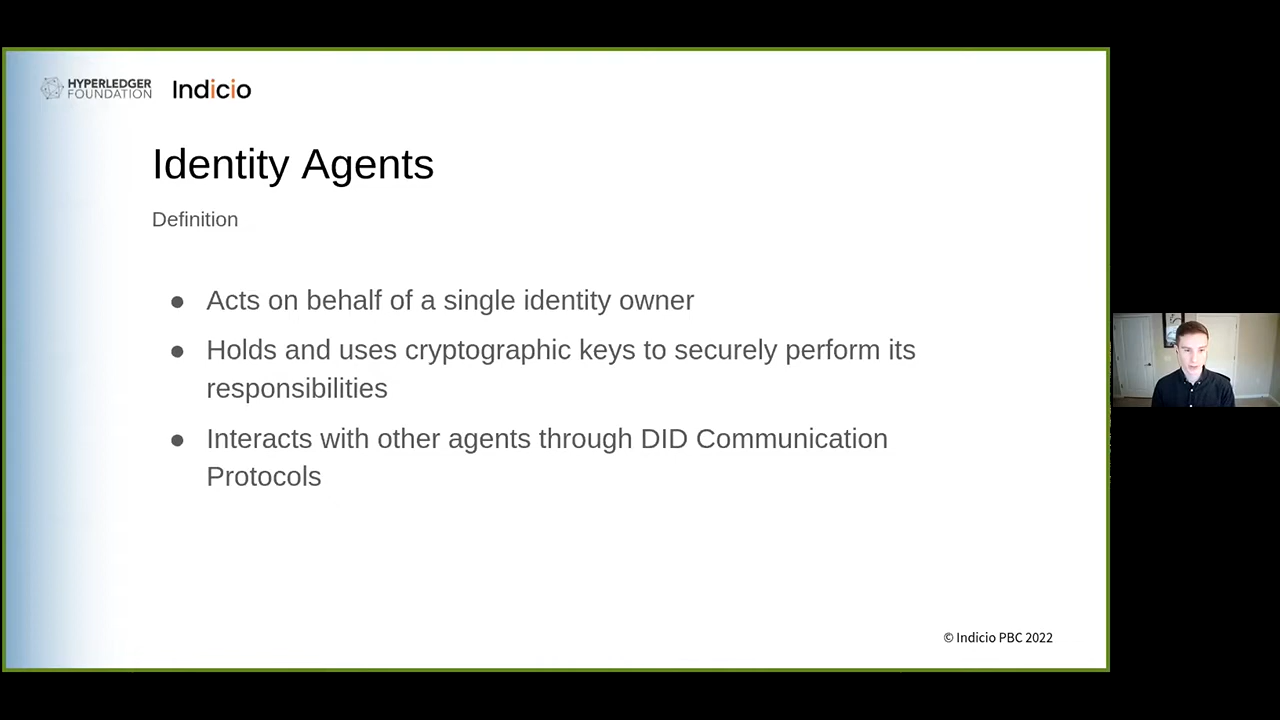 HYPERLEDGER
FOUNDATION
Indicio
Identity Agents
Definition
● Acts on behalf of a single identity owner
● Holds and uses cryptographic keys to securely perform its
responsibilities
● Interacts with other agents through DID Communication
Protocols
© Indicio PBC 2022